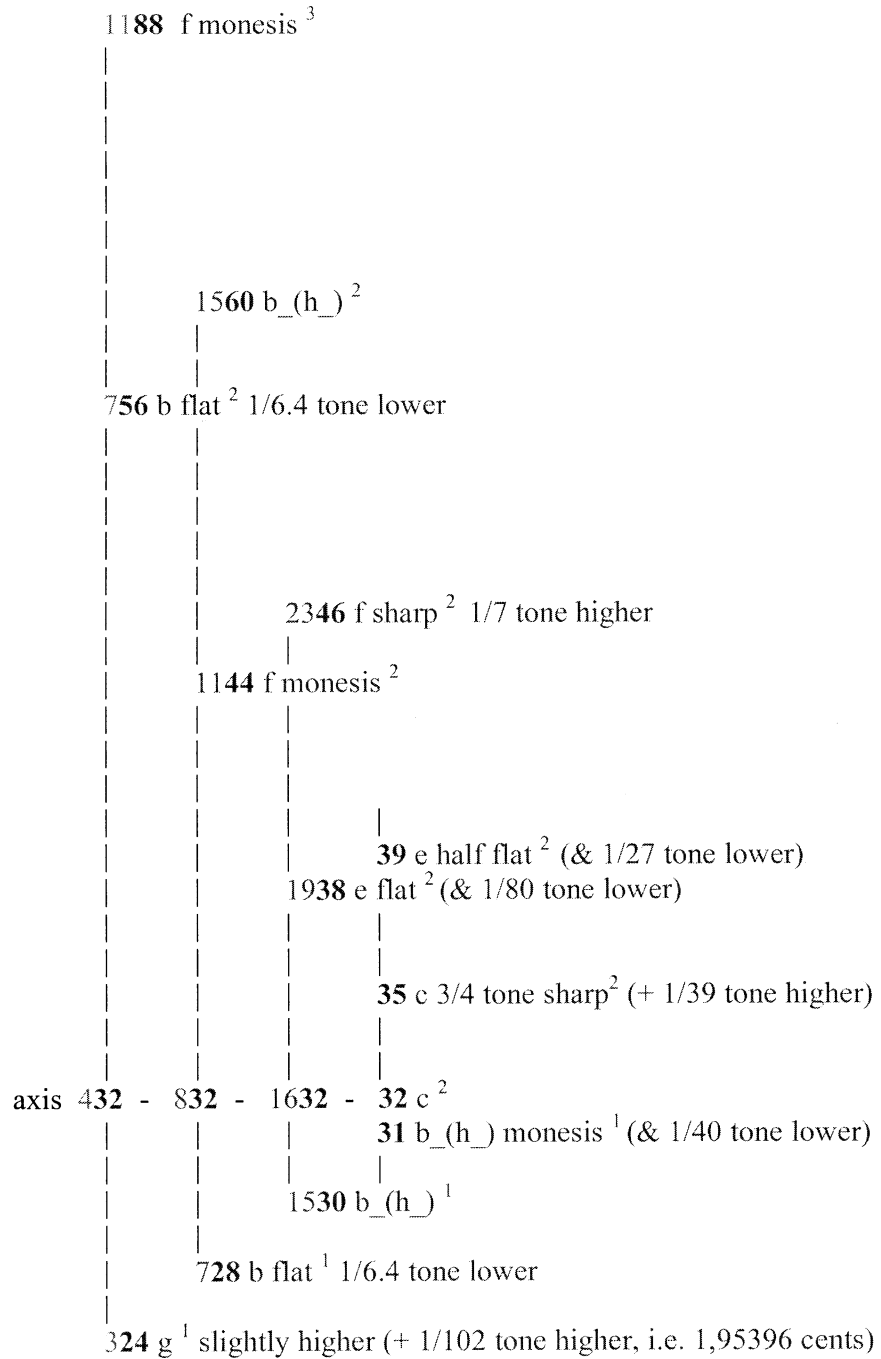 1188 f monesis 3
1560 b_(h_) 2
756 b flat 2 1/6.4 tone lower
2346 f sharp 2 1/7 tone higher
1144 f monesis 2
39 e half flat 2 (& 1/27 tone lower)
1938 e flat 2 (& 1/80 tone lower)
35 c 3/4 tone sharp2 (+ 1/39 tone higher)
axis 432 - 832 - 1632 - 32 c 2
31 b_(h_) monesis 1 (& 1/40 tone lower)
1530 b_(h_) 1
728 b flat 1 1/6.4 tone lower
324 g 1 slightly higher (+ 1/102 tone higher, i.e. 1,95396 cents)